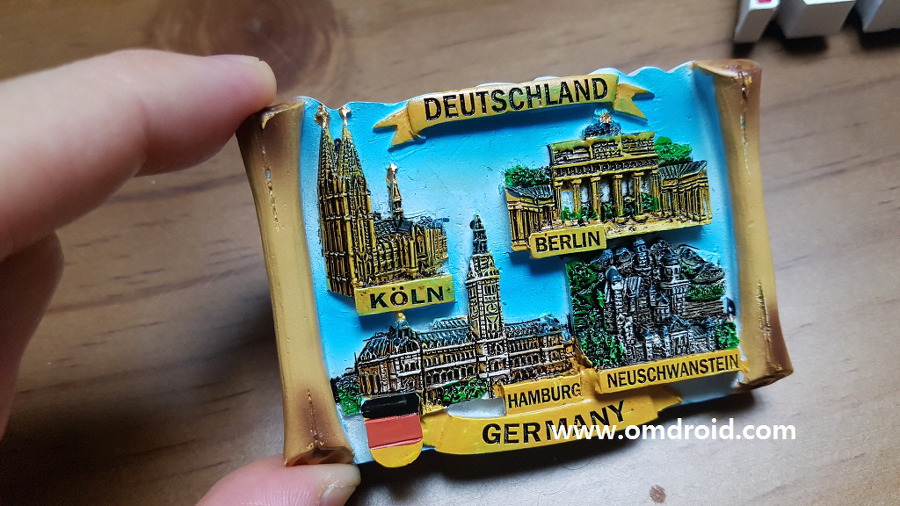 DEUTSCHLAND
BERLIN
KÖLN
NEUSCHWANSTEIN
HAMBURG
GERMANY
www.omdroid.com